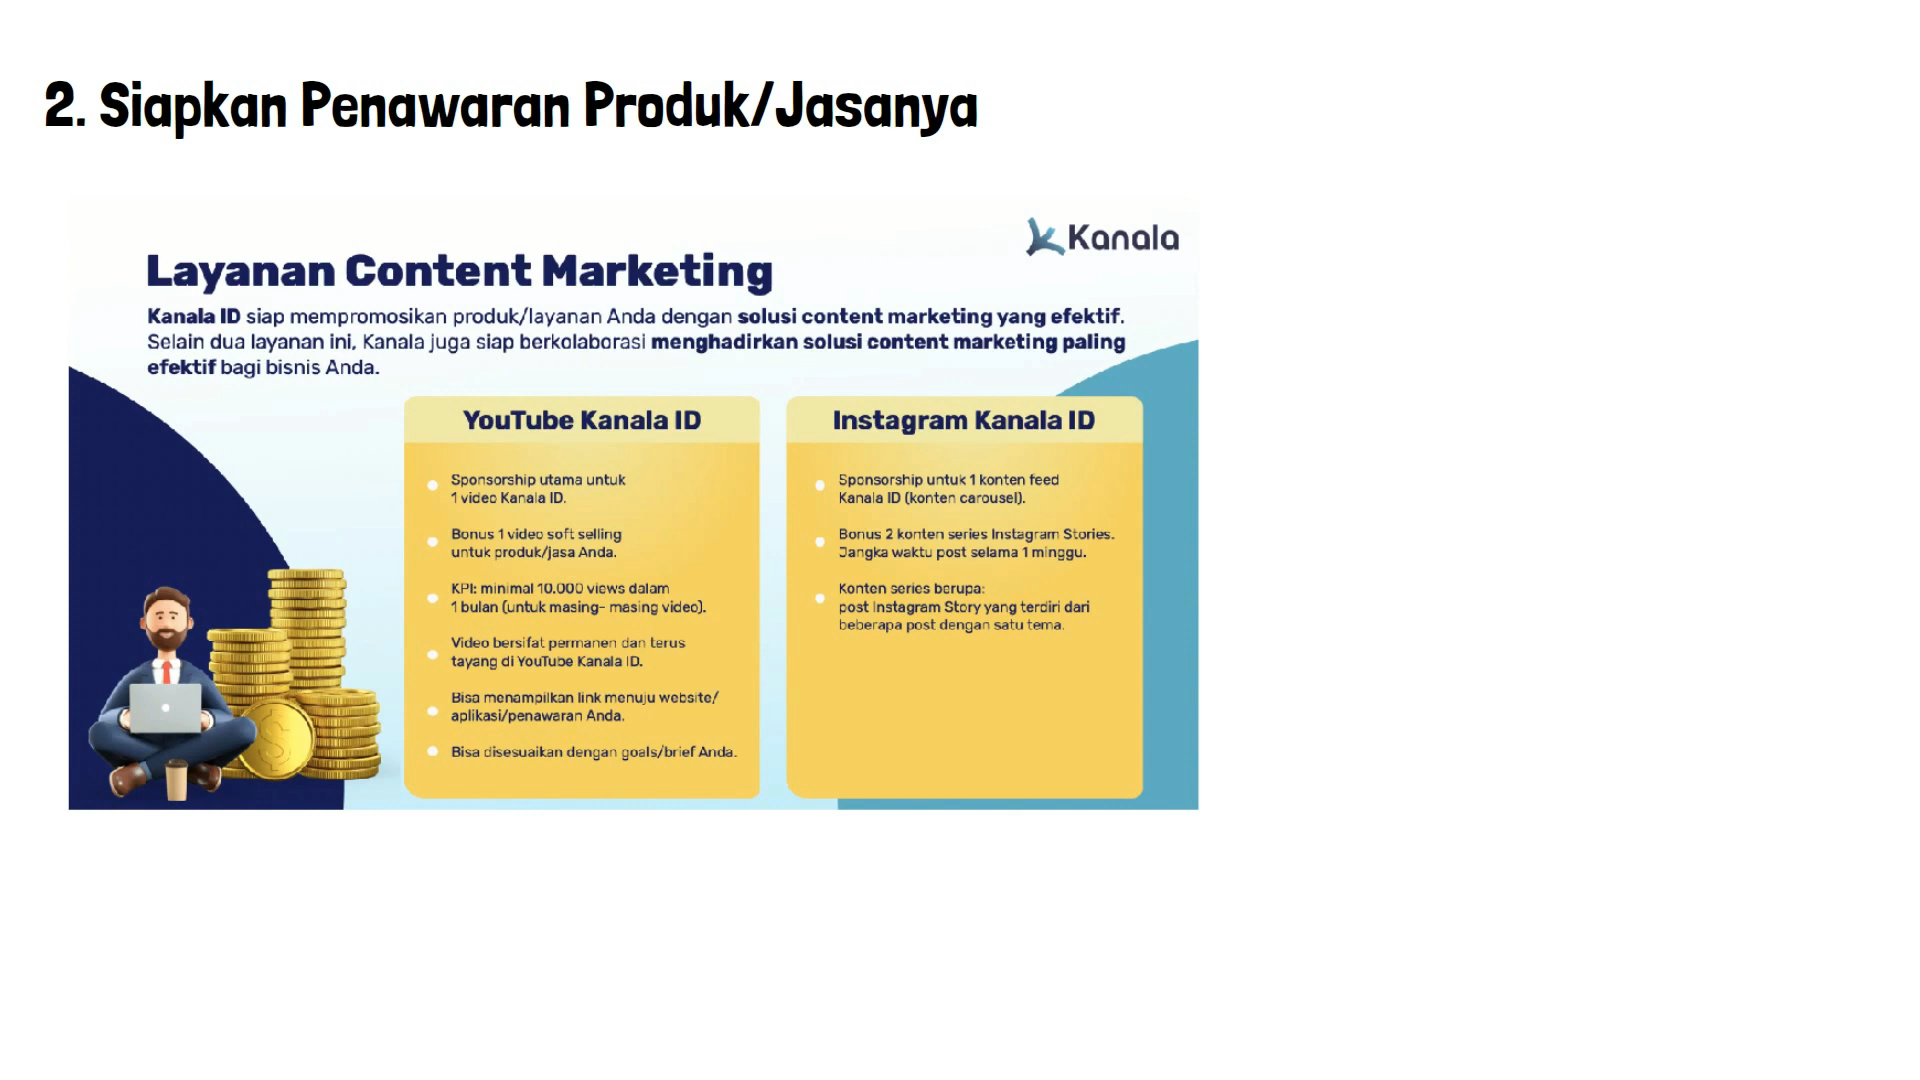 2. Siapkan Penawaran Produk/Jasanya
Kanala
Layanan Content Marketing
Kanala ID siap mempromosikan produk/layanan Anda dengan solusi content marketing yang efektif.
Selain dua layanan ini, Kanala juga siap berkolaborasi menghadirkan solusi content marketing paling
efektif bagi bisnis Anda.
YouTube Kanala ID
Sponsorship utama untuk
1 video Kanala ID.
Bonus 1 video soft selling
untuk produk/jasa Anda.
KPI: minimal 10.000 views dalam
1 bulan (untuk masing- masing video).
Video bersifat permanen dan terus
tayang di YouTube Kanala ID.
Bisa menampilkan link menuju website/
aplikasi/penawaran Anda.
Bisa disesuaikan dengan goals/brief Anda.
Instagram Kanala ID
Sponsorship untuk 1 konten feed
Kanala ID (konten carousel).
Bonus 2 konten series Instagram Stories.
Jangka waktu post selama 1 minggu.
Konten series berupa:
post Instagram Story yang terdiri dari
beberapa post dengan satu tema.